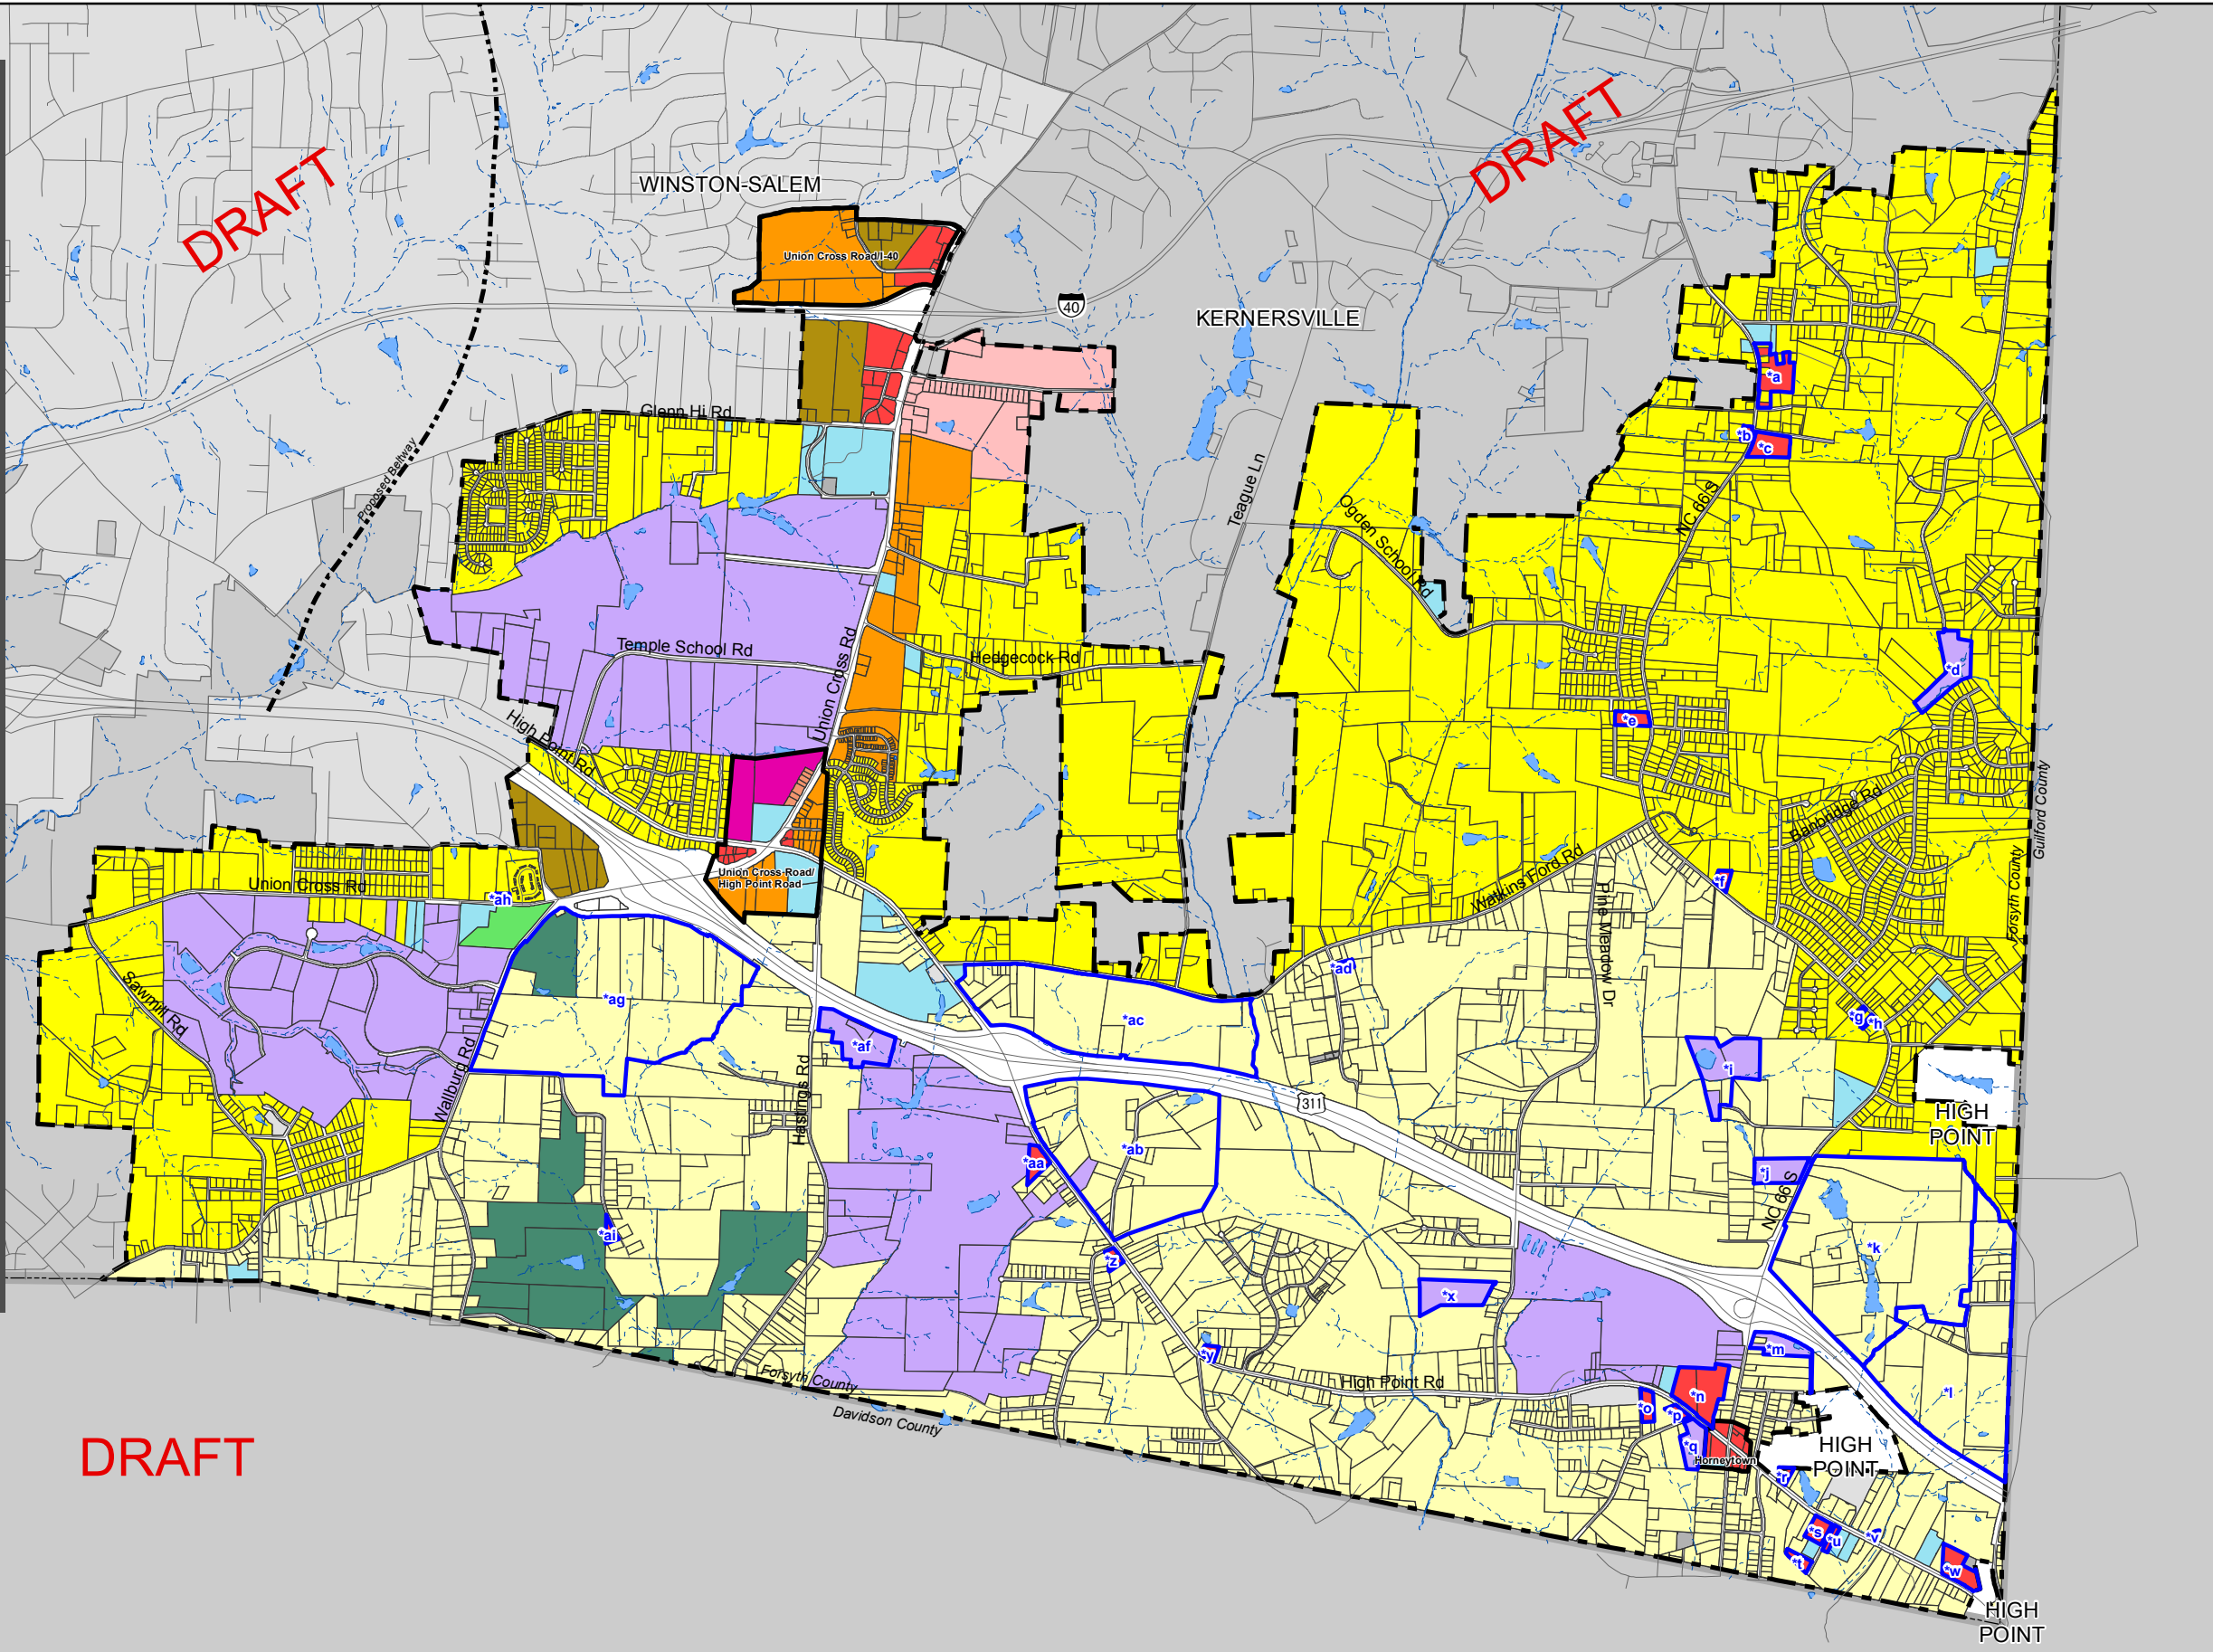 DRAFT
DRAFT
WINSTON-SALEM
Union Cross Road/I-40
40
KERNERSVILLE
*a
Glenn Hi Rd
*b
*c
Proposed Beltway
Teague Ln
Ogden School Rd
NC 66 S
Temple School Rd
Union Cross Rd
Hedgecock Rd
*d
*e
High Point Rd
Banbridge Rd
Guilford County
Forsyth County
Union Cross Road/
High Point Road
Union Cross Rd
*ah
Watkins Ford Rd
Pine Meadow Dr
*f
Sawmill Rd
*ag
*ad
*ac
*g
*h
*af
*i
Wallburg Rd
Hastings Rd
311
HIGH
POINT
*ab
*aa
*j
NC 66 S
*ai
*z
*k
*x
*y
*m
High Point Rd
*l
*n
*o
*p
*q
Forsyth County
Davidson County
DRAFT
Horneytown
HIGH
POINT
*r
*s
*u
*v
*t
*w
HIGH
POINT